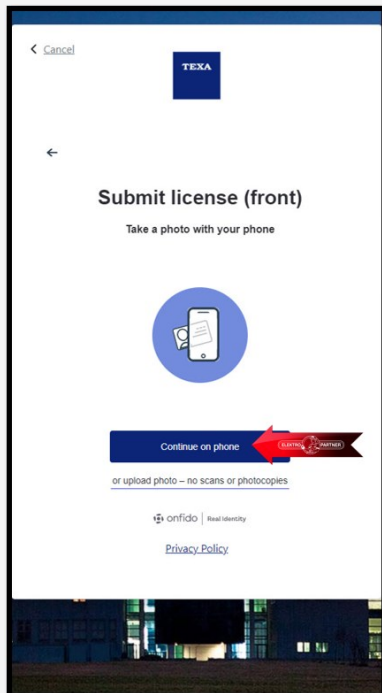 Cancel
TEXA
Submit license (front)
Take a photo with your phone
Continue on phone
ELEKTRO PARTNER
or upload photo – no scans or photocopies
onfido | Real Identity
Privacy Policy